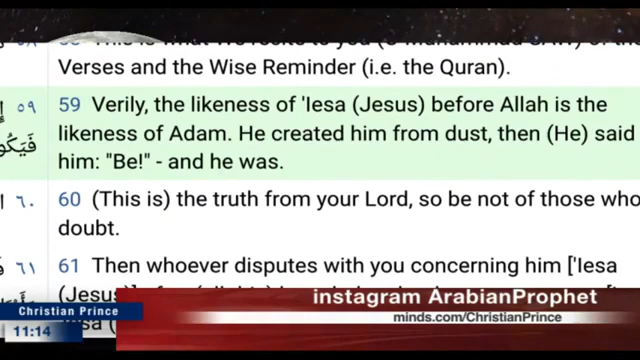 Verses and the Wise Reminder (i.e. the Quran).
٥٩
59 Verily, the likeness of 'Iesa (Jesus) before Allah is the
likeness of Adam. He created him from dust, then (He) said
him: "Be!" - and he was.
٦٠
60 (This is) the truth from your Lord, so be not of those who
doubt.
٦١
61 Then whoever disputes with you concerning him ['Iesa
(Jesus)]
instagram ArabianProphet
Christian Prince
minds.com/ChristianPrince
11:14